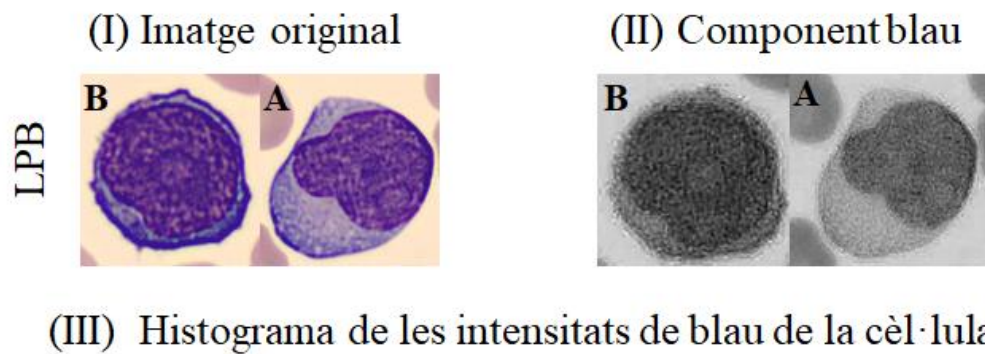 (I) Imatge original
(II) Component blau
LPB
B
A
B
A
(III) Histograma de les intensitats de blau de la cèl·lula